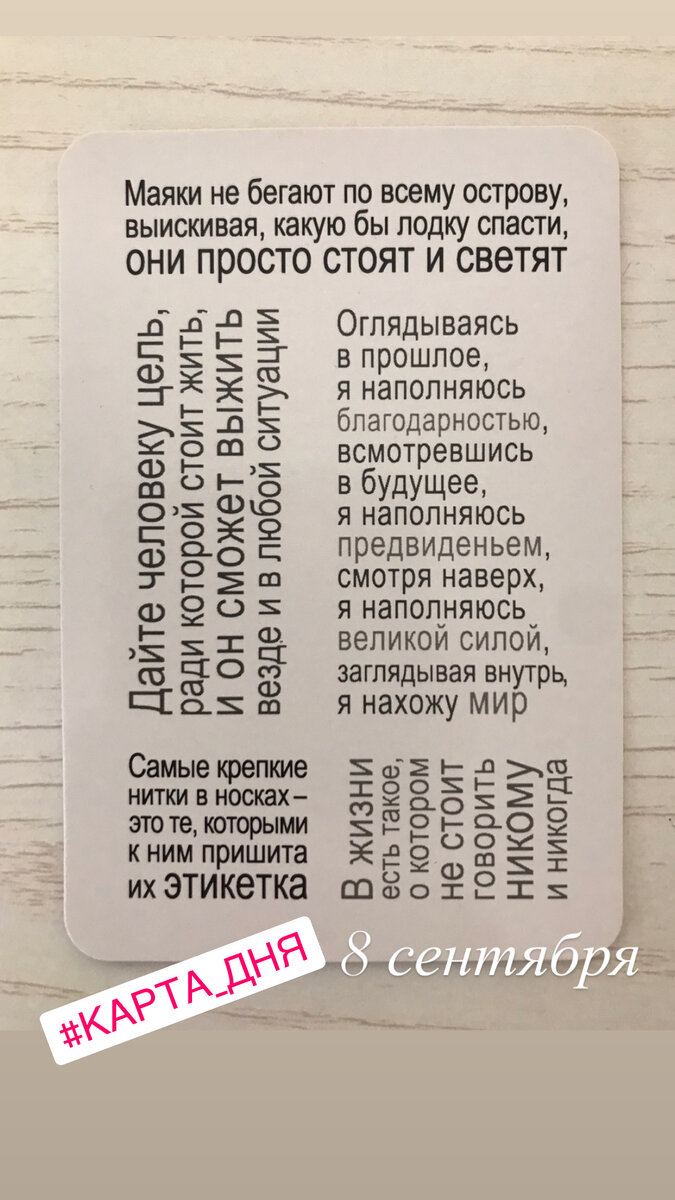 Маяки не бегают по всему острову,
выискивая, какую бы лодку спасти,
они просто стоят и светят
Дайте человеку цель,
ради которой стоит жить,
и он сможет выжить
везде и в любой ситуации
Оглядываясь
в прошлое,
я наполняюсь
благодарностью,
всмотревшись
в будущее,
я наполняюсь
предвиденьем,
смотря наверх,
я наполняюсь
великой силой,
заглядывая внутрь,
я нахожу мир
Самые крепкие
нитки в носках –
это те, которыми
к ним пришита
их этикетка
В жизни
есть такое,
о котором
не стоит
говорить
никому
и никогда
#КАРТА_ДНЯ
8 сентября